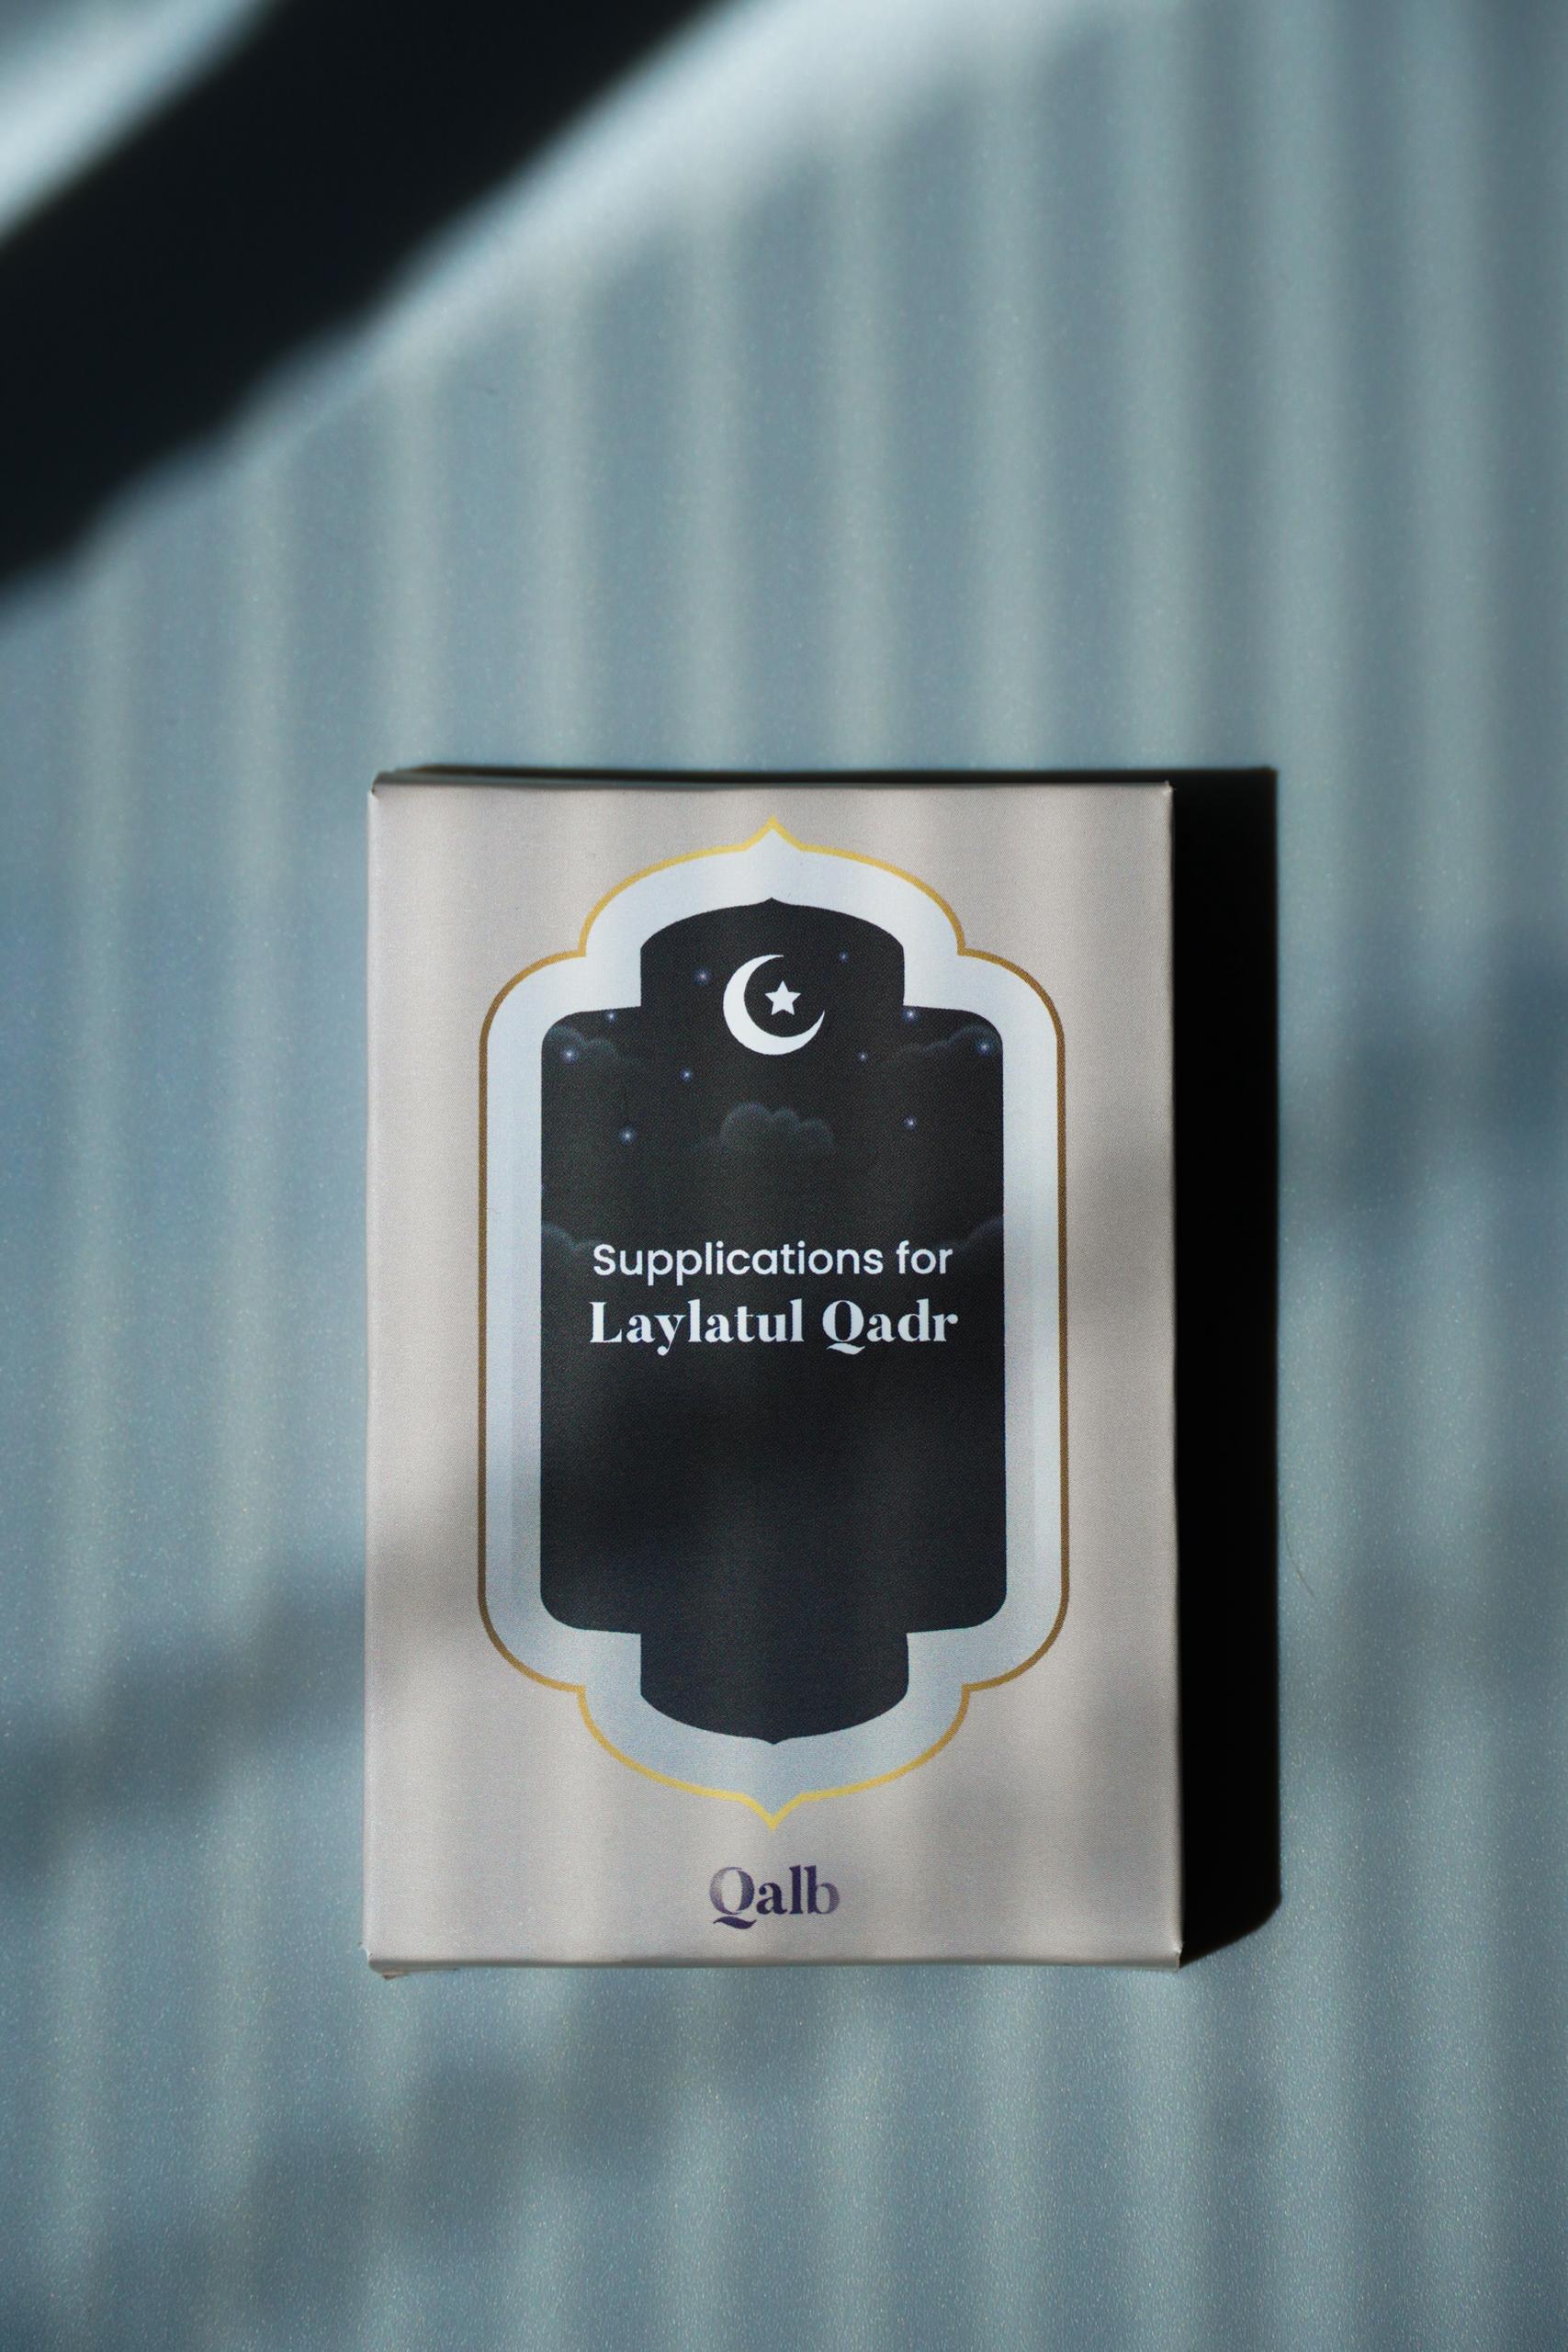 Supplications for
Laylatul Qadr
Qalb